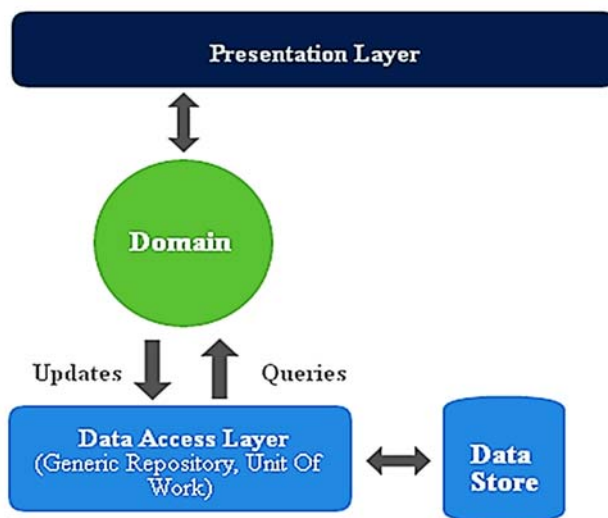 Presentation Layer
Domain
Updates
Queries
Data Access Layer
(Generic Repository, Unit Of
Work)
Data
Store